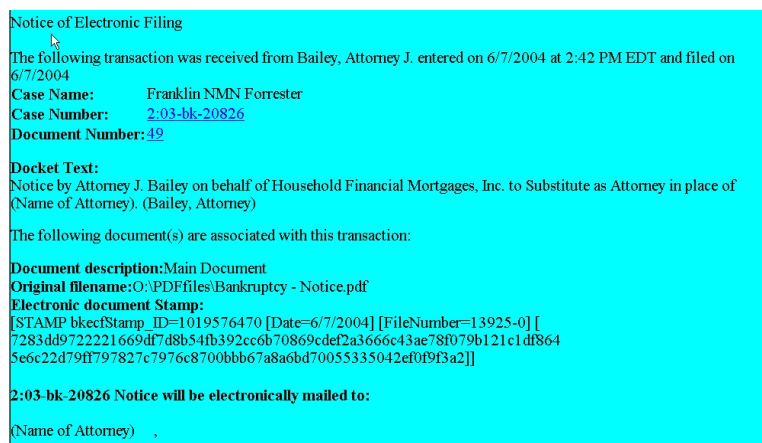 Notice of Electronic Filing
The following transaction was received from Bailey, Attorney J. entered on 6/7/2004 at 2:42 PM EDT and filed on
6/7/2004
Case Name: Franklin NMN Forrester
Case Number: 2:03-bk-20826
Document Number: 49
Docket Text:
Notice by Attorney J. Bailey on behalf of Household Financial Mortgages, Inc. to Substitute as Attorney in place of
(Name of Attorney). (Bailey, Attorney)
The following document(s) are associated with this transaction:
Document description:Main Document
Original filename:O:\PDFfiles\Bankruptcy - Notice.pdf
Electronic document Stamp:
[STAMP bkecfStamp_ID=1019576470 [Date=6/7/2004] [FileNumber=13925-0] [
7283dd9722221669df7d8b54fb392cc6b70869cdef2a3666c43ae78f079b121c1df864
5e6c22d79ff797827c7976c8700bbb67a8a6bd70055335042ef0f9f3a2]]
2:03-bk-20826 Notice will be electronically mailed to:
(Name of Attorney) ,